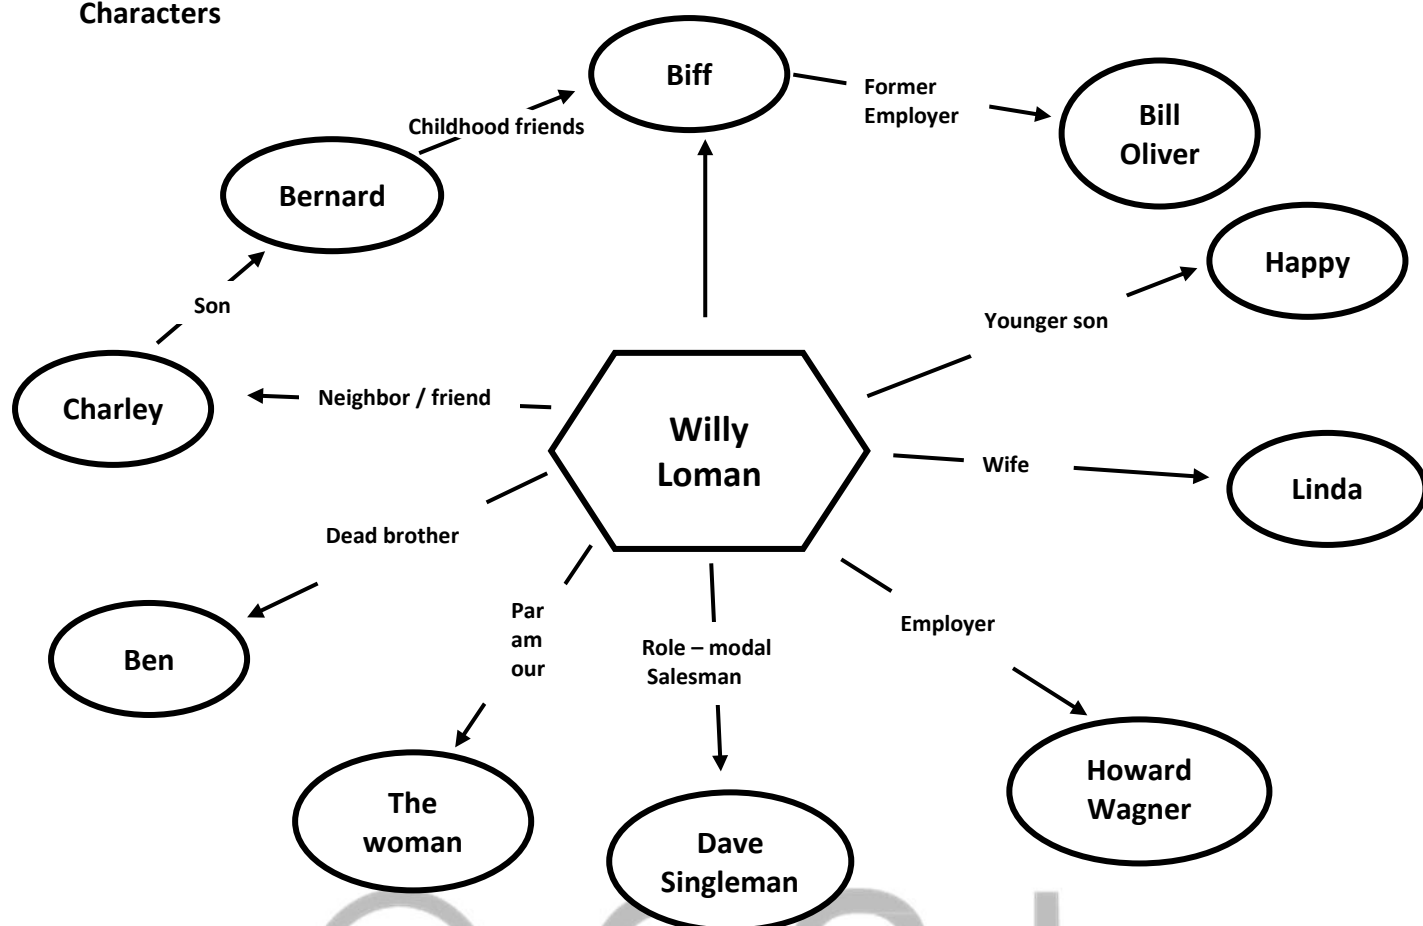 Characters
Biff
Former
Employer
Bill
Oliver
Childhood friends
Bernard
Happy
Son
Younger son
Charley
Neighbor / friend
Willy
Loman
Wife
Linda
Dead brother
Par
am
our
Role – modal
Salesman
Employer
Ben
The
woman
Dave
Singleman
Howard
Wagner